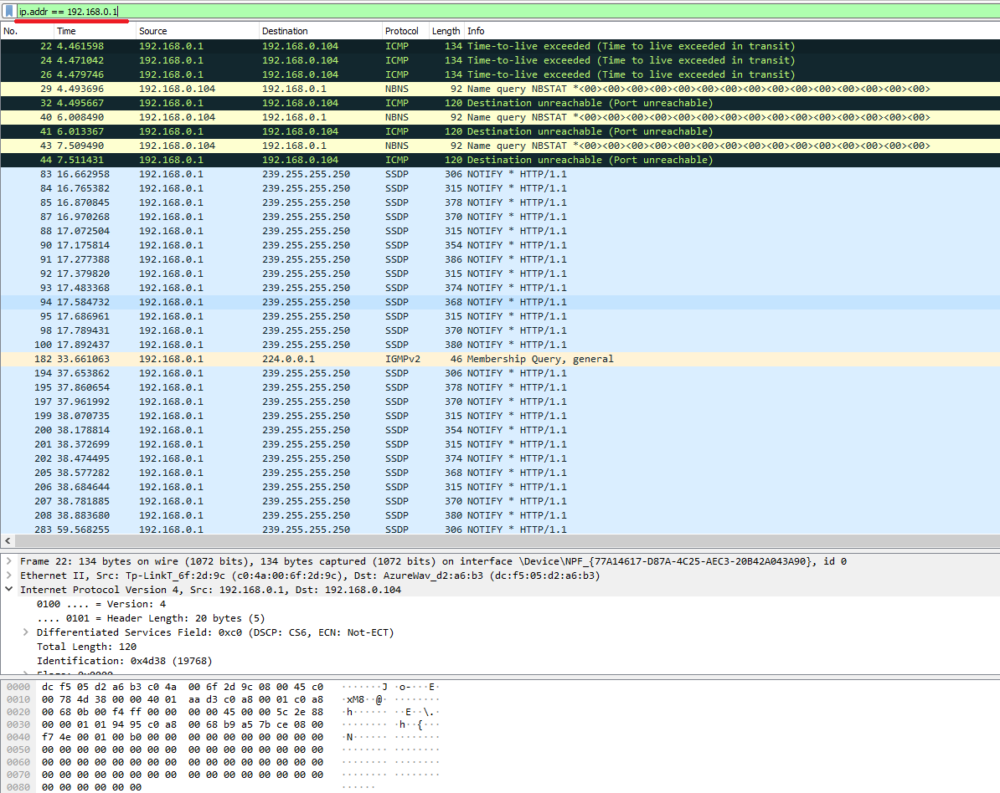 ip.addr == 192.168.0.1
No. Time Source Destination Protocol Length Info
22 4.461598 192.168.0.1 192.168.0.104 ICMP 134 Time-to-live exceeded (Time to live exceeded in transit)
24 4.471042 192.168.0.1 192.168.0.104 ICMP 134 Time-to-live exceeded (Time to live exceeded in transit)
26 4.479746 192.168.0.1 192.168.0.104 ICMP 134 Time-to-live exceeded (Time to live exceeded in transit)
29 4.493696 192.168.0.104 192.168.0.1 NBNS 92 Name query NBSTAT *<00><00><00><00><00><00><00><00><00><00><00><00><00><00><00>
32 4.495667 192.168.0.1 192.168.0.104 ICMP 120 Destination unreachable (Port unreachable)
40 6.008490 192.168.0.104 192.168.0.1 NBNS 92 Name query NBSTAT *<00><00><00><00><00><00><00><00><00><00><00><00><00><00><00>
41 6.013367 192.168.0.1 192.168.0.104 ICMP 120 Destination unreachable (Port unreachable)
43 7.509490 192.168.0.104 192.168.0.1 NBNS 92 Name query NBSTAT *<00><00><00><00><00><00><00><00><00><00><00><00><00><00><00>
44 7.511431 192.168.0.1 192.168.0.104 ICMP 120 Destination unreachable (Port unreachable)
83 16.662958 192.168.0.1 239.255.255.250 SSDP 306 NOTIFY * HTTP/1.1
84 16.765382 192.168.0.1 239.255.255.250 SSDP 315 NOTIFY * HTTP/1.1
85 16.870845 192.168.0.1 239.255.255.250 SSDP 378 NOTIFY * HTTP/1.1
87 16.970268 192.168.0.1 239.255.255.250 SSDP 370 NOTIFY * HTTP/1.1
88 17.072504 192.168.0.1 239.255.255.250 SSDP 315 NOTIFY * HTTP/1.1
90 17.175814 192.168.0.1 239.255.255.250 SSDP 354 NOTIFY * HTTP/1.1
91 17.277388 192.168.0.1 239.255.255.250 SSDP 386 NOTIFY * HTTP/1.1
92 17.379820 192.168.0.1 239.255.255.250 SSDP 315 NOTIFY * HTTP/1.1
93 17.483368 192.168.0.1 239.255.255.250 SSDP 374 NOTIFY * HTTP/1.1
94 17.584732 192.168.0.1 239.255.255.250 SSDP 368 NOTIFY * HTTP/1.1
95 17.686961 192.168.0.1 239.255.255.250 SSDP 315 NOTIFY * HTTP/1.1
98 17.789431 192.168.0.1 239.255.255.250 SSDP 370 NOTIFY * HTTP/1.1
100 17.892437 192.168.0.1 239.255.255.250 SSDP 380 NOTIFY * HTTP/1.1
182 33.661063 192.168.0.1 224.0.0.1 IGMPv2 46 Membership Query, general
194 37.653862 192.168.0.1 239.255.255.250 SSDP 306 NOTIFY * HTTP/1.1
195 37.860654 192.168.0.1 239.255.255.250 SSDP 378 NOTIFY * HTTP/1.1
197 37.961992 192.168.0.1 239.255.255.250 SSDP 370 NOTIFY * HTTP/1.1
199 38.070735 192.168.0.1 239.255.255.250 SSDP 315 NOTIFY * HTTP/1.1
200 38.178814 192.168.0.1 239.255.255.250 SSDP 354 NOTIFY * HTTP/1.1
201 38.372699 192.168.0.1 239.255.255.250 SSDP 315 NOTIFY * HTTP/1.1
202 38.474495 192.168.0.1 239.255.255.250 SSDP 374 NOTIFY * HTTP/1.1
205 38.577282 192.168.0.1 239.255.255.250 SSDP 368 NOTIFY * HTTP/1.1
206 38.684644 192.168.0.1 239.255.255.250 SSDP 315 NOTIFY * HTTP/1.1
207 38.781885 192.168.0.1 239.255.255.250 SSDP 370 NOTIFY * HTTP/1.1
208 38.883680 192.168.0.1 239.255.255.250 SSDP 380 NOTIFY * HTTP/1.1
283 59.568255 192.168.0.1 239.255.255.250 SSDP 306 NOTIFY * HTTP/1.1
Frame 22: 134 bytes on wire (1072 bits), 134 bytes captured (1072 bits) on interface \Device\NPF_{77A14617-D87A-4C25-AEC3-20B42A043A90}, id 0
Ethernet II, Src: Tp-LinkT_6f:2d:9c (c0:4a:00:6f:2d:9c), Dst: AzureWav_d2:a6:b3 (dc:f5:05:d2:a6:b3)
Internet Protocol Version 4, Src: 192.168.0.1, Dst: 192.168.0.104
0100 .... = Version: 4
.... 0101 = Header Length: 20 bytes (5)
Differentiated Services Field: 0xc0 (DSCP: CS6, ECN: Not-ECT)
Total Length: 120
Identification: 0x4d38 (19768)
Flags: 0x0000
0000 dc f5 05 d2 a6 b3 c0 4a 00 6f 2d 9c 08 00 45 c0 ·······J ·o-···E·
0010 00 78 4d 38 00 00 40 01 aa d3 c0 a8 00 01 c0 a8 ·xM8··@· ········
0020 00 68 0b 00 f4 ff 00 00 00 00 45 00 00 5c 2e 88 ·h······ ··E··\.·
0030 00 00 01 01 94 95 c0 a8 00 68 b9 a5 7b ce 08 00 ········ ·h··{···
0040 f7 4e 00 01 00 b0 00 00 00 00 00 00 00 00 00 00 ·N······ ········
0050 00 00 00 00 00 00 00 00 00 00 00 00 00 00 00 00 ········ ········
0060 00 00 00 00 00 00 00 00 00 00 00 00 00 00 00 00 ········ ········
0070 00 00 00 00 00 00 00 00 00 00 00 00 00 00 00 00 ········ ········
0080 00 00 00 00 00 00 ······